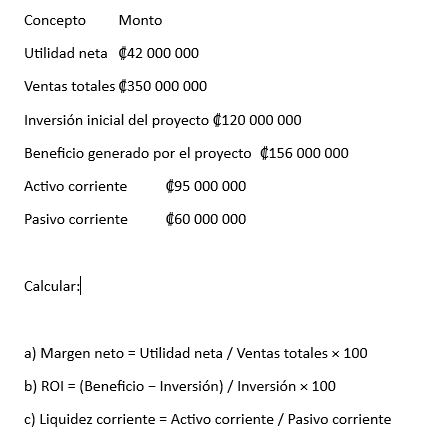 Concepto Monto
Utilidad neta ₡42 000 000
Ventas totales ₡350 000 000
Inversión inicial del proyecto ₡120 000 000
Beneficio generado por el proyecto ₡156 000 000
Activo corriente ₡95 000 000
Pasivo corriente ₡60 000 000
Calcular:
a) Margen neto = Utilidad neta / Ventas totales × 100
b) ROI = (Beneficio − Inversión) / Inversión × 100
c) Liquidez corriente = Activo corriente / Pasivo corriente